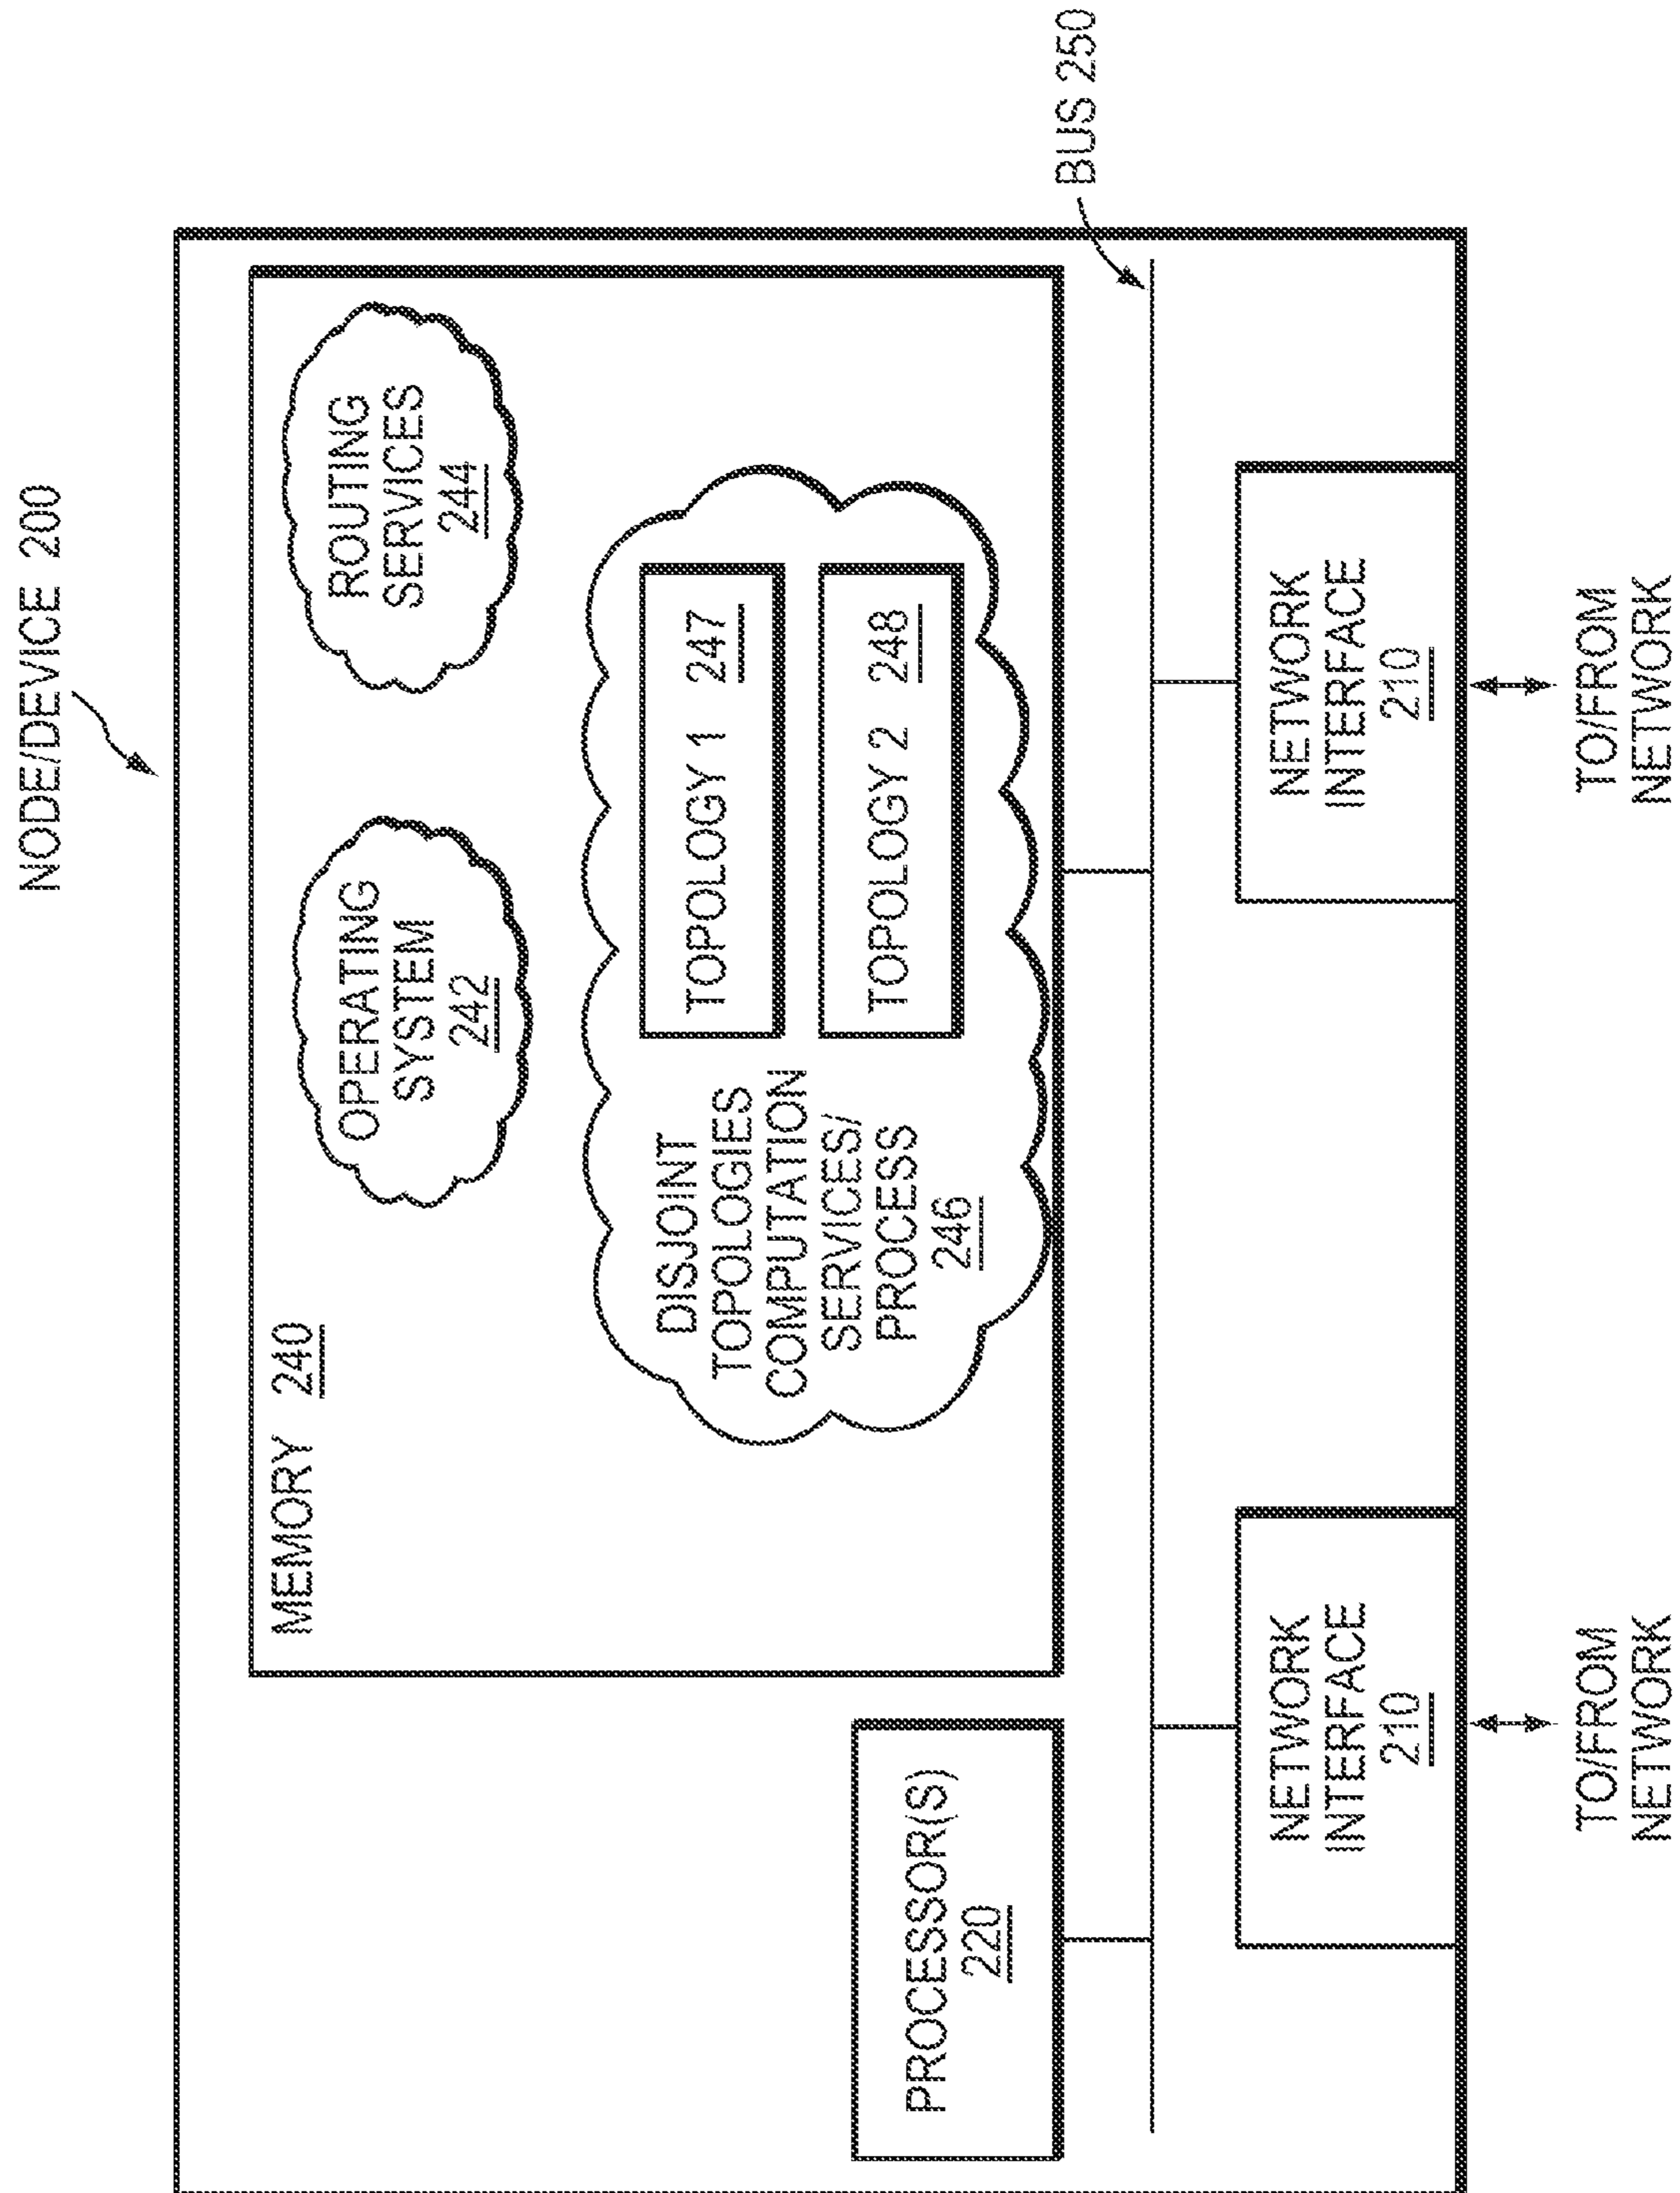 NODE/DEVICE 200
MEMORY 240
OPERATING
SYSTEM
242
ROUTING
SERVICES
244
DISJOINT
TOPOLOGIES
COMPUTATION
SERVICES/
PROCESS
246
TOPOLOGY 1 247
TOPOLOGY 2 248
PROCESSOR(S)
220
BUS 250
NETWORK
INTERFACE
210
NETWORK
INTERFACE
210
TO/FROM
NETWORK
TO/FROM
NETWORK